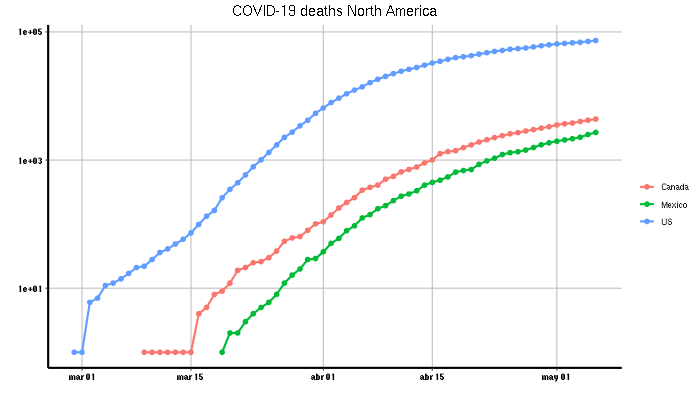 COVID-19 deaths North America
1e+05
1e+03
1e+01
mar 01 mar 15 abr 01 abr 15 may 01
Canada
Mexico
US